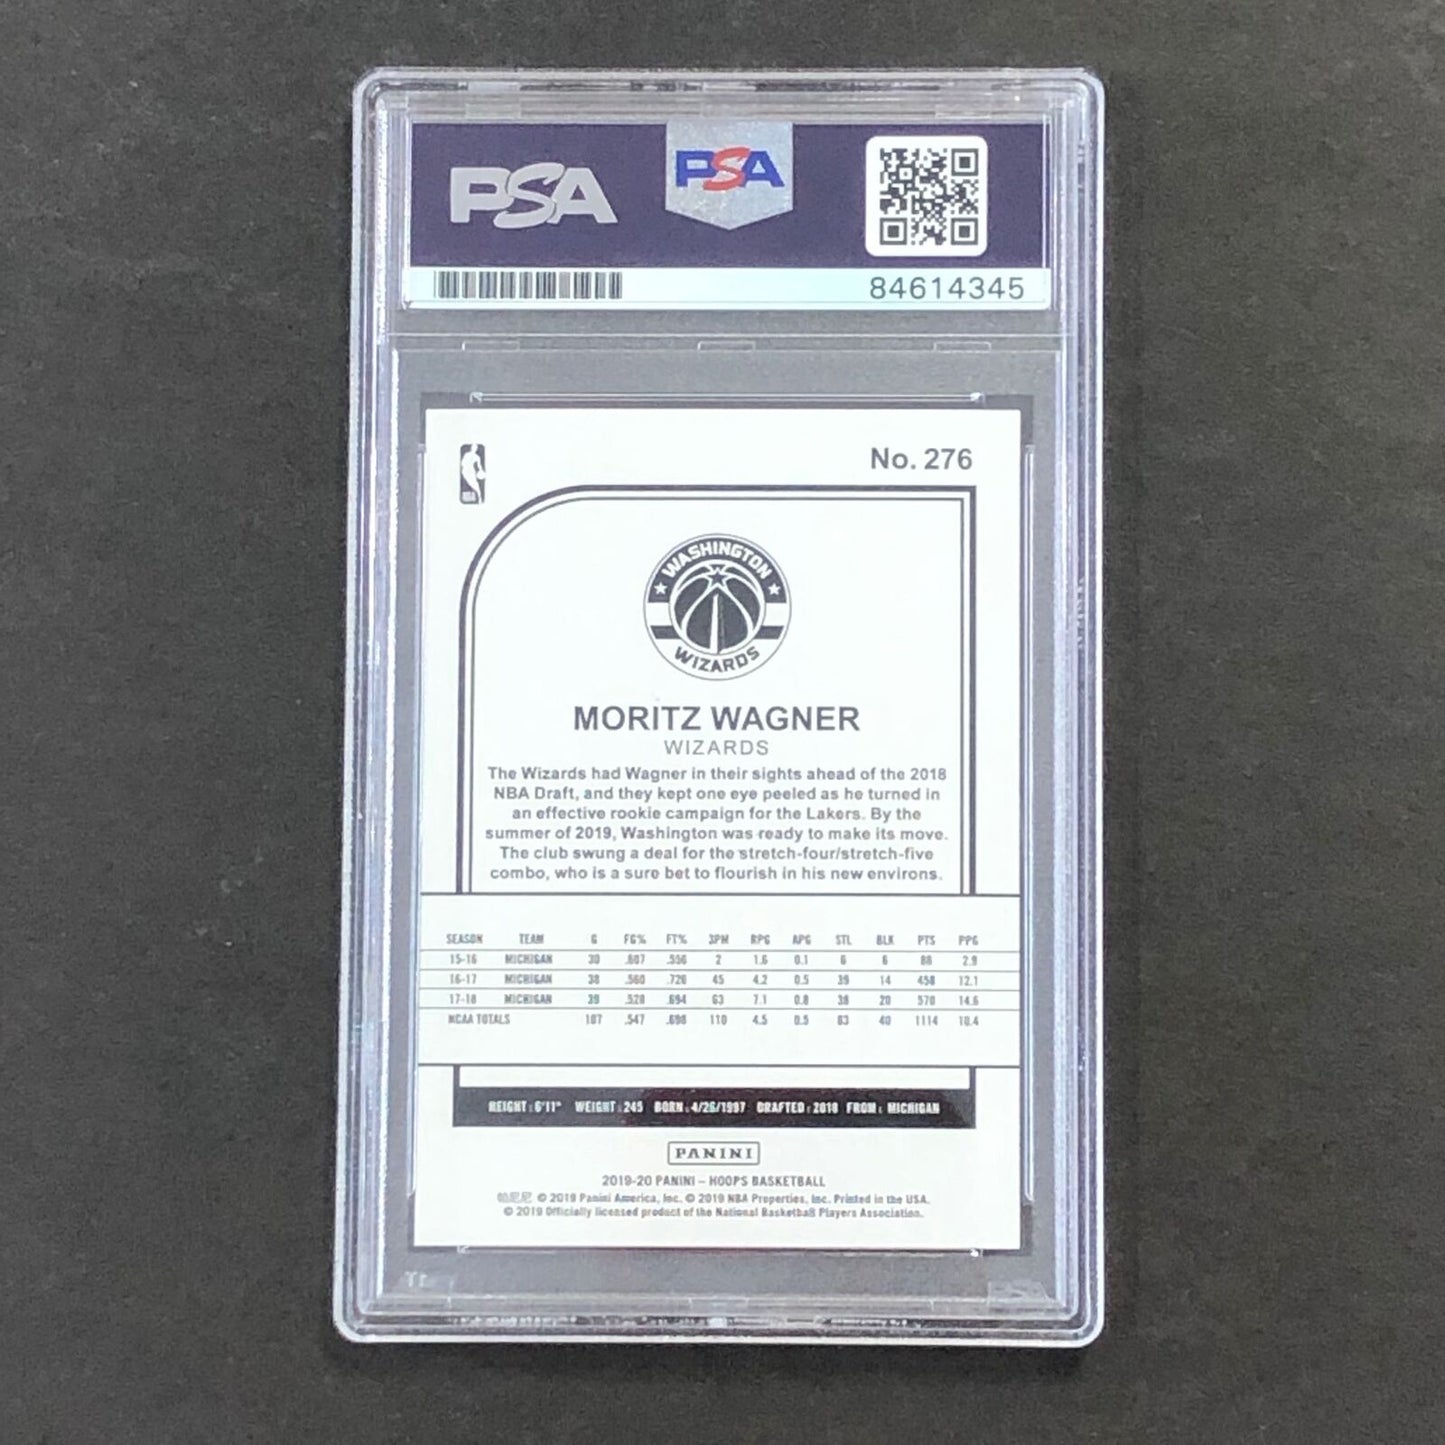 PSA
PSA
84614345
No. 276
NBA
WASHINGTON
WIZARDS
MORITZ WAGNER
WIZARDS
The Wizards had Wagner in their sights ahead of the 2018
NBA Draft, and they kept one eye peeled as he turned in
an effective rookie campaign for the Lakers. By the
summer of 2019, Washington was ready to make its move.
The club swung a deal for the stretch-four/stretch-five
combo, who is a sure bet to flourish in his new environs.
SEASON TEAM G FG% FT% 3PM RPG APG STL BLK PTS PPG
15-16 MICHIGAN 30 .607 .556 2 1.6 0.1 6 6 88 2.9
16-17 MICHIGAN 38 .560 .726 45 4.2 0.5 39 14 458 12.1
17-18 MICHIGAN 39 .528 .694 63 7.1 0.8 38 20 570 14.6
NCAA TOTALS 107 .547 .698 110 4.5 0.5 83 40 1114 10.4
HEIGHT: 6'11" WEIGHT: 245 BORN: 4/26/1997 DRAFTED: 2018 FROM: MICHIGAN
PANINI
2019-20 PANINI – HOOPS BASKETBALL
© 2019 Panini America, Inc. © 2019 NBA Properties, Inc. Printed in the USA.
© 2019 Officially licensed product of the National Basketball Players Association.